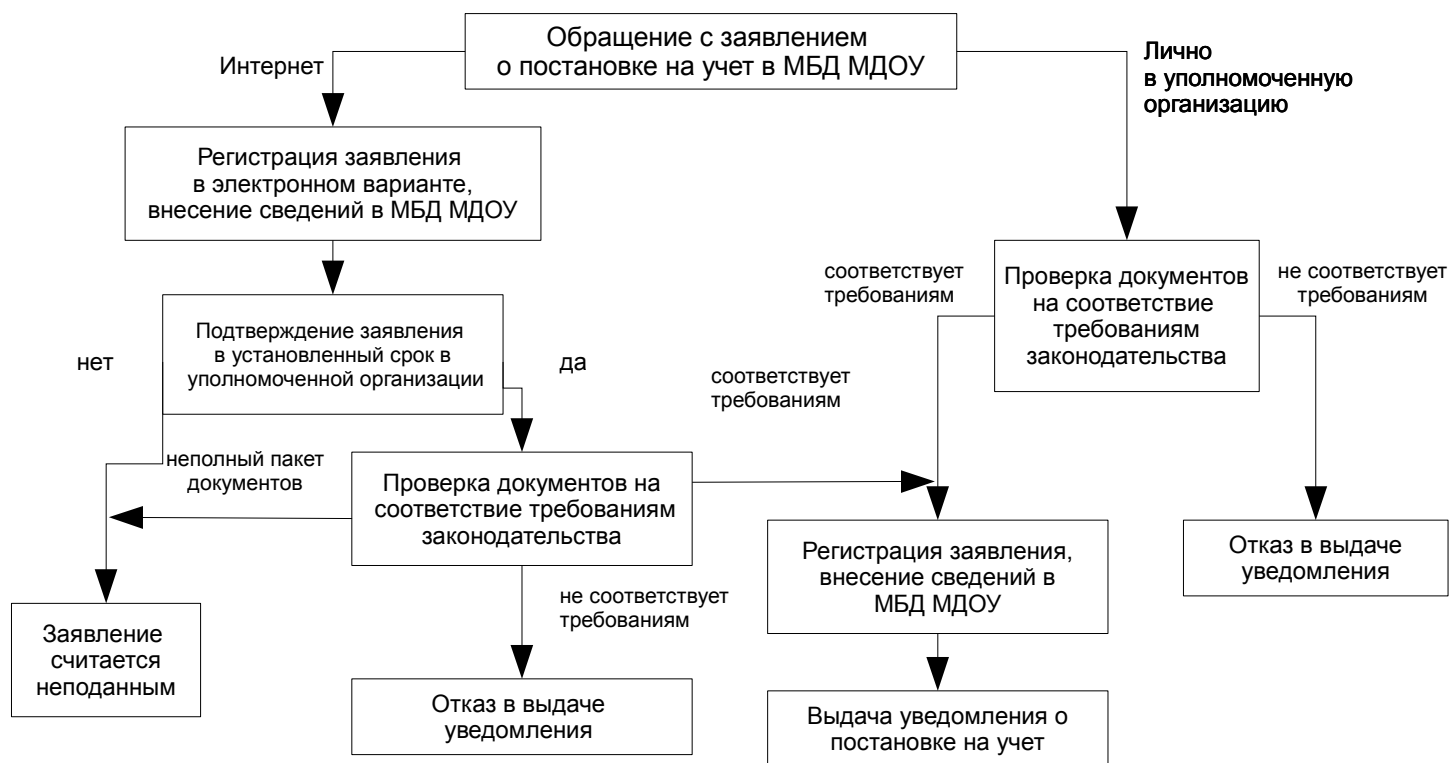 Обращение с заявлением
о постановке на учет в МБД МДОУ
Интернет
Лично
в уполномоченную
организацию
Регистрация заявления
в электронном варианте,
внесение сведений в МБД МДОУ
соответствует
требованиям
Проверка документов
на соответствие
требованиям
законодательства
не соответствует
требованиям
Подтверждение заявления
в установленный срок в
уполномоченной организации
нет
да
соответствует
требованиям
неполный пакет
документов
Проверка документов на
соответствие требованиям
законодательства
Регистрация заявления,
внесение сведений в
МБД МДОУ
Отказ в выдаче
уведомления
не соответствует
требованиям
Заявление
считается
неподанным
Отказ в выдаче
уведомления
Выдача уведомления о
постановке на учет